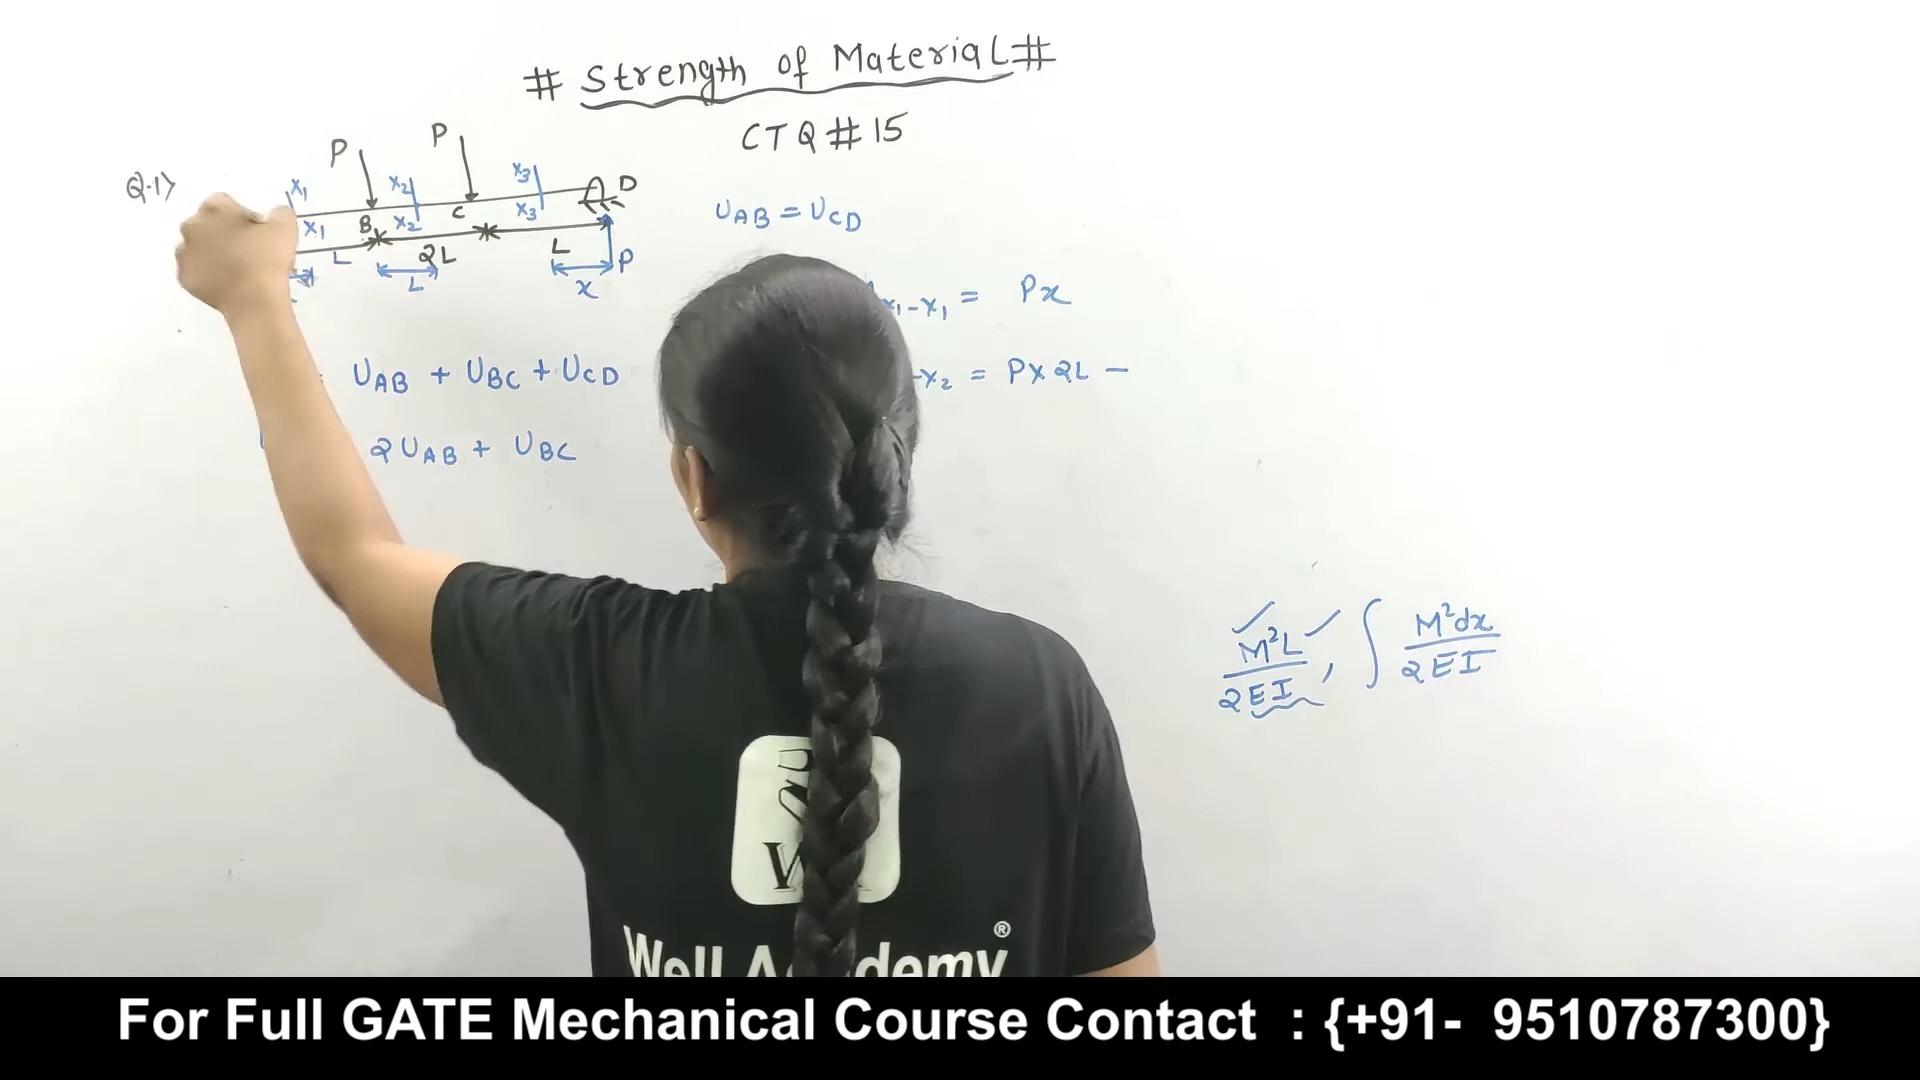 # Strength of Material #
CTQ # 15
Q-1>
P P
x1 x2 x3 D
x1 B x2 C x3
L 2L L P
L x
UAB = UCD
x1-x1 = Px
UAB + UBC + UCD
-x2 = P x 2L -
2UAB + UBC
M²L / 2EI , ∫ M²dx / 2EI
W
Well Academy ®
For Full GATE Mechanical Course Contact : {+91- 9510787300}